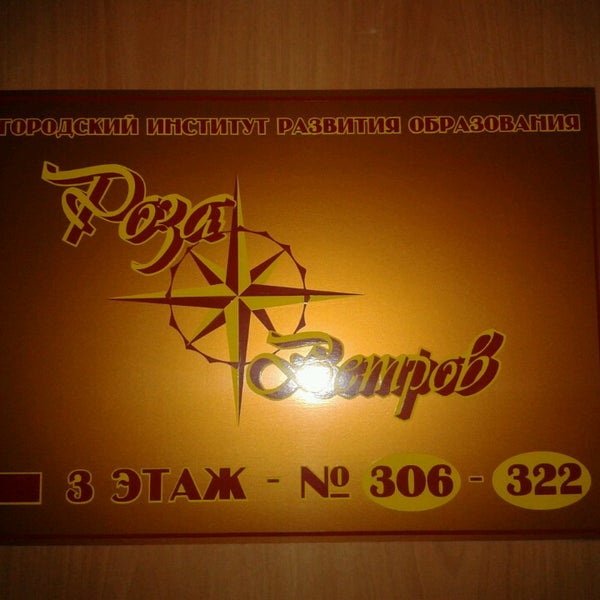 ГОРОДСКИЙ ИНСТИТУТ РАЗВИТИЯ ОБРАЗОВАНИЯ
Роза
Ветров
3 ЭТАЖ - № 306 - 322